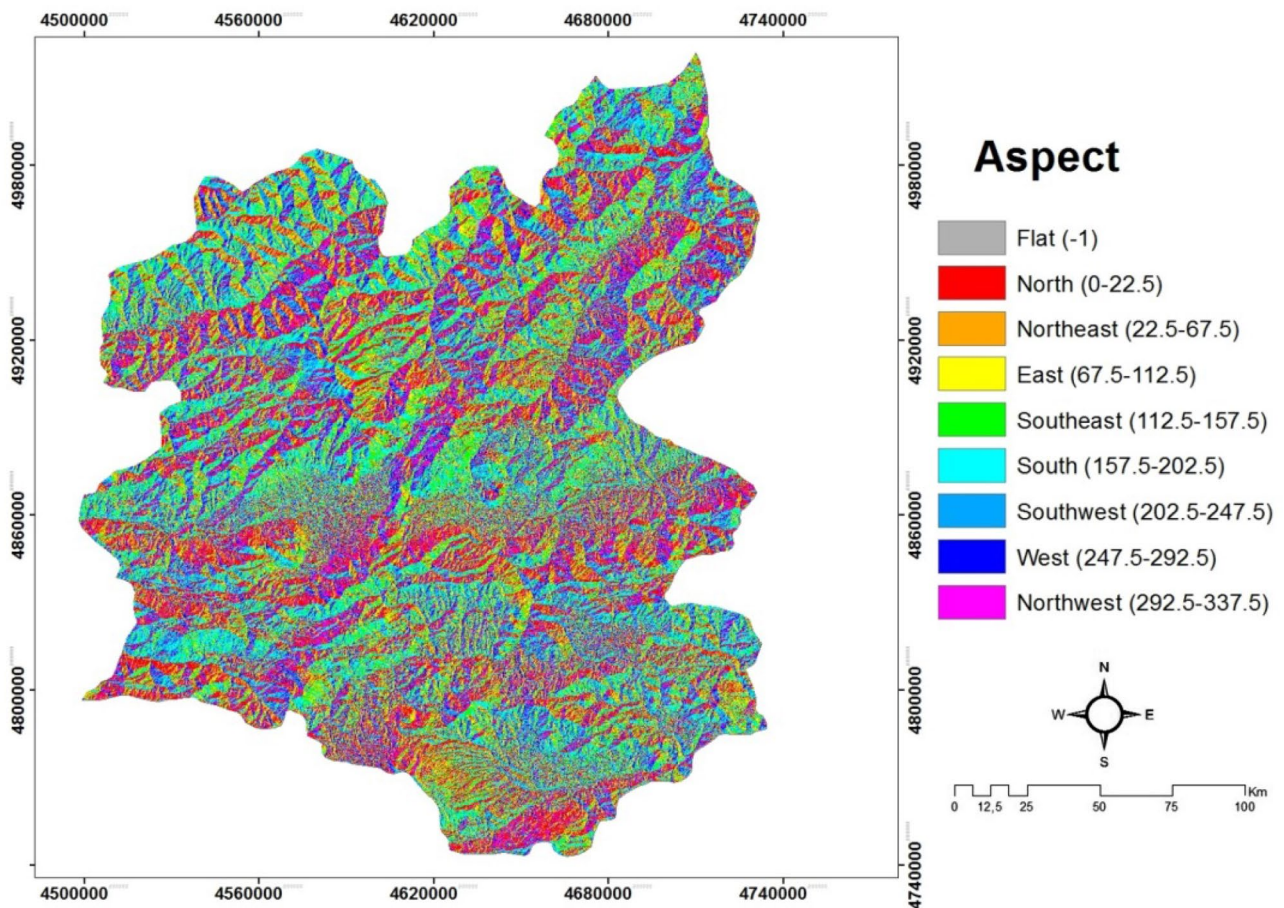 4500000 4560000 4620000 4680000 4740000
4980000 4980000
4920000 4920000
4860000 4860000
4800000 4800000
4740000
4500000 4560000 4620000 4680000 4740000
Aspect
Flat (-1)
North (0-22.5)
Northeast (22.5-67.5)
East (67.5-112.5)
Southeast (112.5-157.5)
South (157.5-202.5)
Southwest (202.5-247.5)
West (247.5-292.5)
Northwest (292.5-337.5)
N
W E
S
Km
0 12,5 25 50 75 100